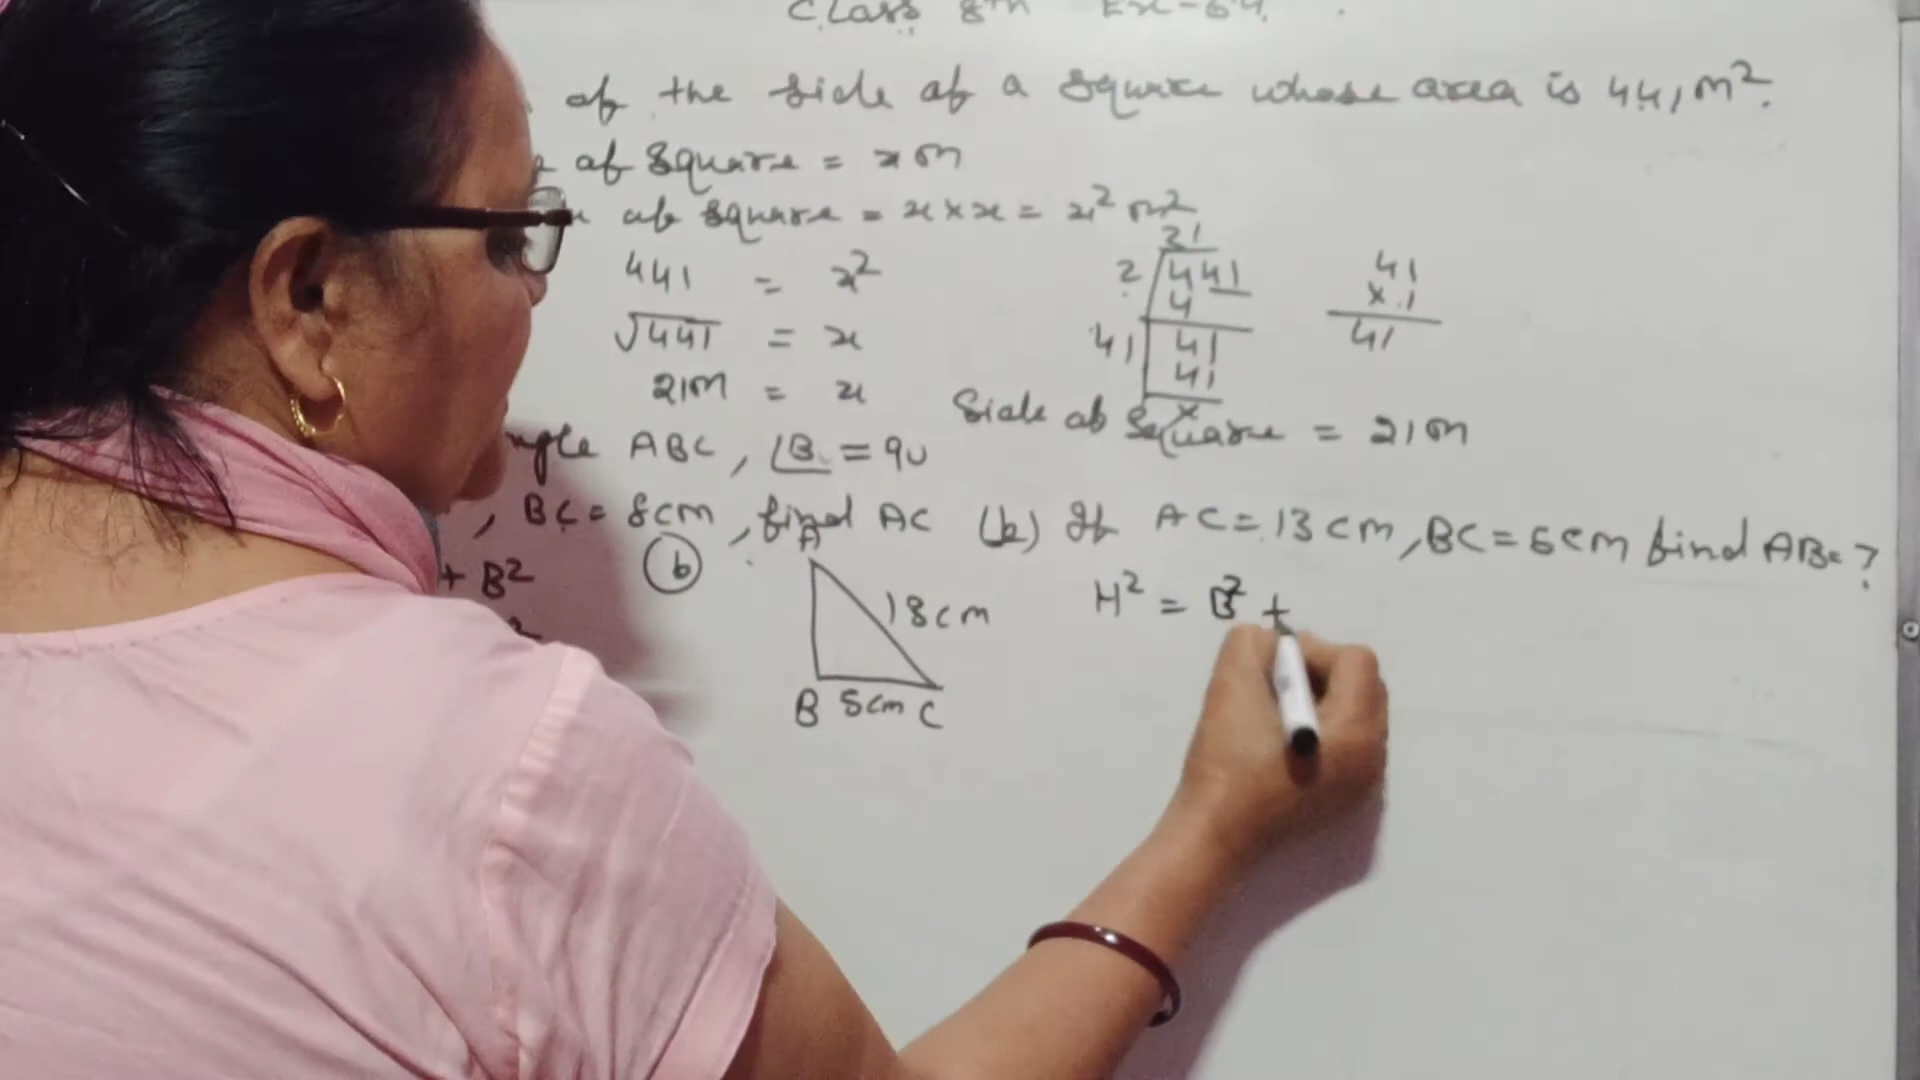 Class 8th Ex-6.4.
of the side of a square whose area is 441 m².
of square = x m
of square = x × x = x² m²
441 = x²
√441 = x
21m = x
21
2 441
4
41 41
41
x
41
× 1
41
Side of Square = 21 m
ngle ABC, ∠B = 90
, BC = 8cm, find AC (b) If AC = 13 cm, BC = 5cm find AB = ?
+ B²
b
A
13cm
B 5cm C
H² = B² +